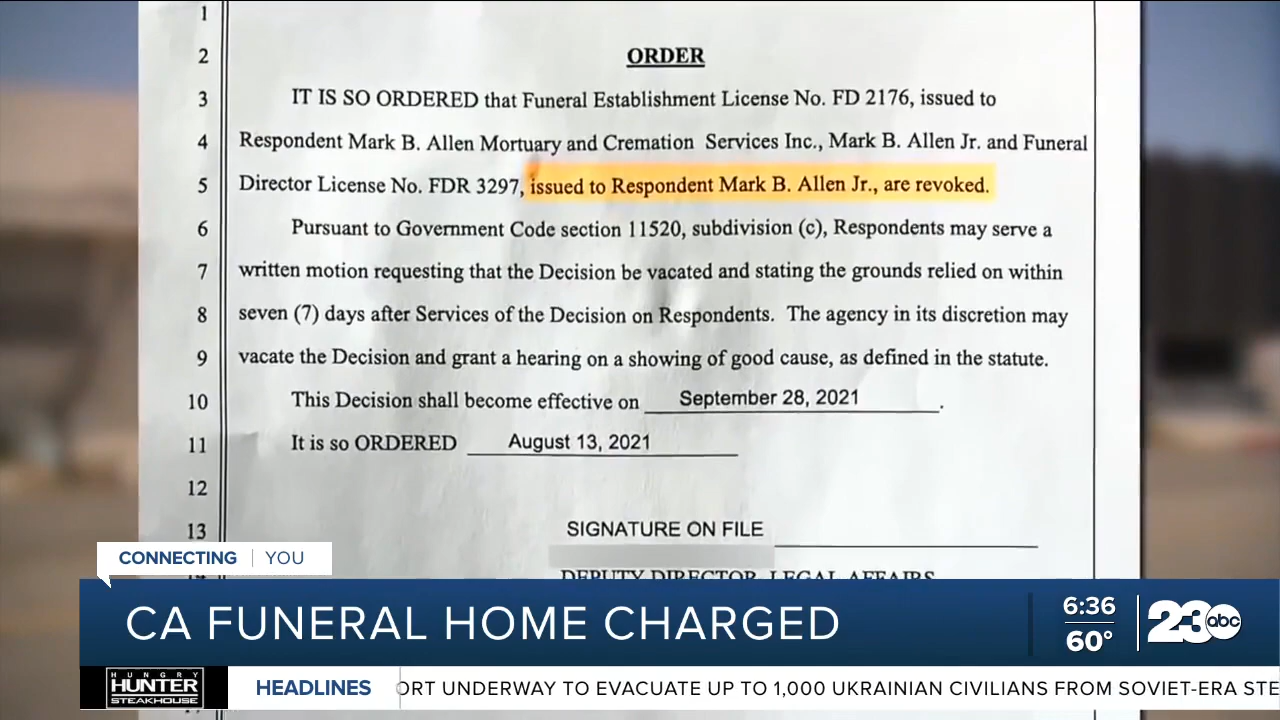 1
2 ORDER
3 IT IS SO ORDERED that Funeral Establishment License No. FD 2176, issued to
4 Respondent Mark B. Allen Mortuary and Cremation Services Inc., Mark B. Allen Jr. and Funeral
5 Director License No. FDR 3297, issued to Respondent Mark B. Allen Jr., are revoked.
6 Pursuant to Government Code section 11520, subdivision (c), Respondents may serve a
7 written motion requesting that the Decision be vacated and stating the grounds relied on within
8 seven (7) days after Services of the Decision on Respondents. The agency in its discretion may
9 vacate the Decision and grant a hearing on a showing of good cause, as defined in the statute.
10 This Decision shall become effective on September 28, 2021.
11 It is so ORDERED August 13, 2021
12
13 SIGNATURE ON FILE
DEPUTY DIRECTOR, LEGAL AFFAIRS
CONNECTING | YOU
CA FUNERAL HOME CHARGED
6:36
60°
23 abc
HUNGRY
HUNTER
STEAKHOUSE
HEADLINES
UNDERWAY TO EVACUATE UP TO 1,000 CIVILIANS FROM SOVIET-ERA